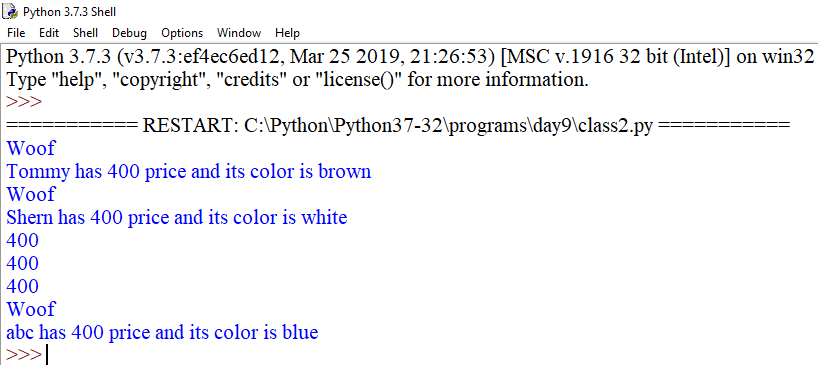 Python 3.7.3 Shell
File Edit Shell Debug Options Window Help
Python 3.7.3 (v3.7.3:ef4ec6ed12, Mar 25 2019, 21:26:53) [MSC v.1916 32 bit (Intel)] on win32
Type "help", "copyright", "credits" or "license()" for more information.
>>>
=========== RESTART: C:\Python\Python37-32\programs\day9\class2.py ===========
Woof
Tommy has 400 price and its color is brown
Woof
Shern has 400 price and its color is white
400
400
400
Woof
abc has 400 price and its color is blue
>>>